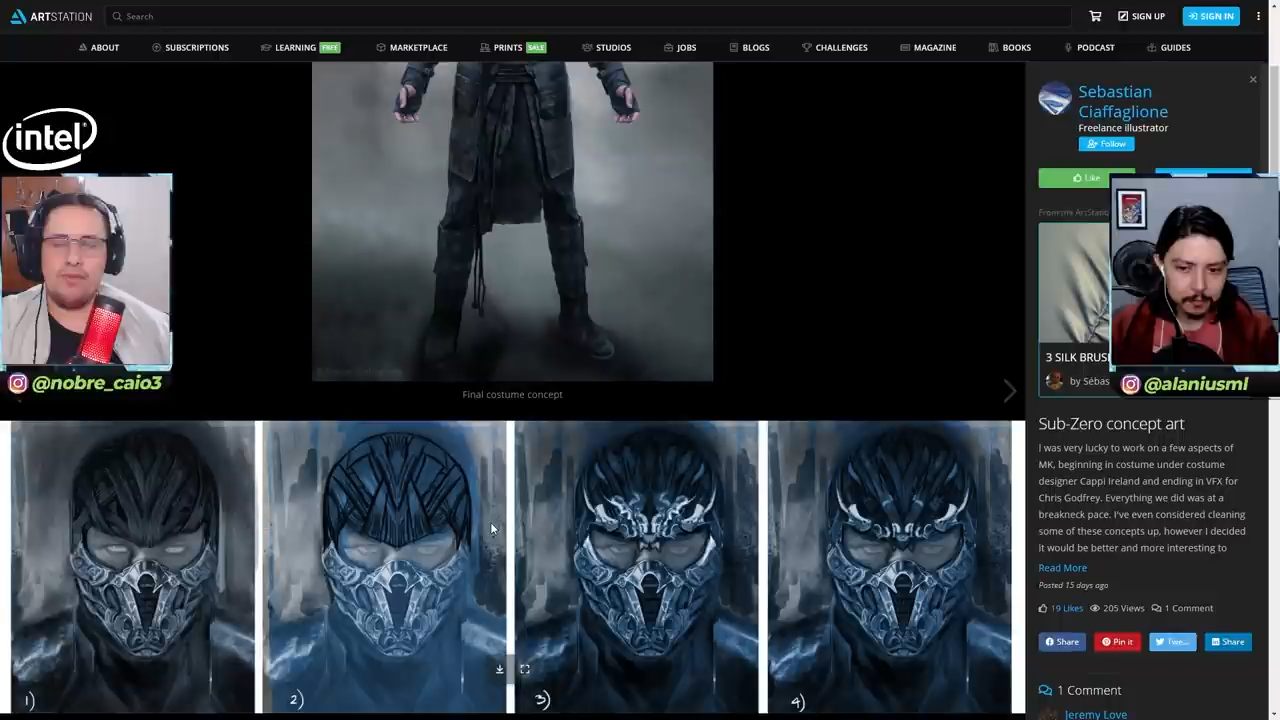 ARTSTATION
Search
SIGN UP
SIGN IN
ABOUT
SUBSCRIPTIONS
LEARNING FREE
MARKETPLACE
PRINTS SALE
STUDIOS
JOBS
BLOGS
CHALLENGES
MAGAZINE
BOOKS
PODCAST
GUIDES
intel
@nobre_caio3
Final costume concept
1)
2)
3)
4)
Sebastian
Ciaffaglione
Freelance illustrator
Follow
Like
3 SILK
by
@alaniusml
Sub-Zero concept art
I was very lucky to work on a few aspects of
MK, beginning in costume under costume
designer Cappi Ireland and ending in VFX for
Chris Godfrey. Everything we did was at a
breakneck pace. I've even considered cleaning
some of these concepts up, however I decided
it would be better and more interesting to
Read More
Posted 15 days ago
19 Likes 205 Views 1 Comment
Share
Pin it
Twe...
Share
1 Comment
Jeremy Love